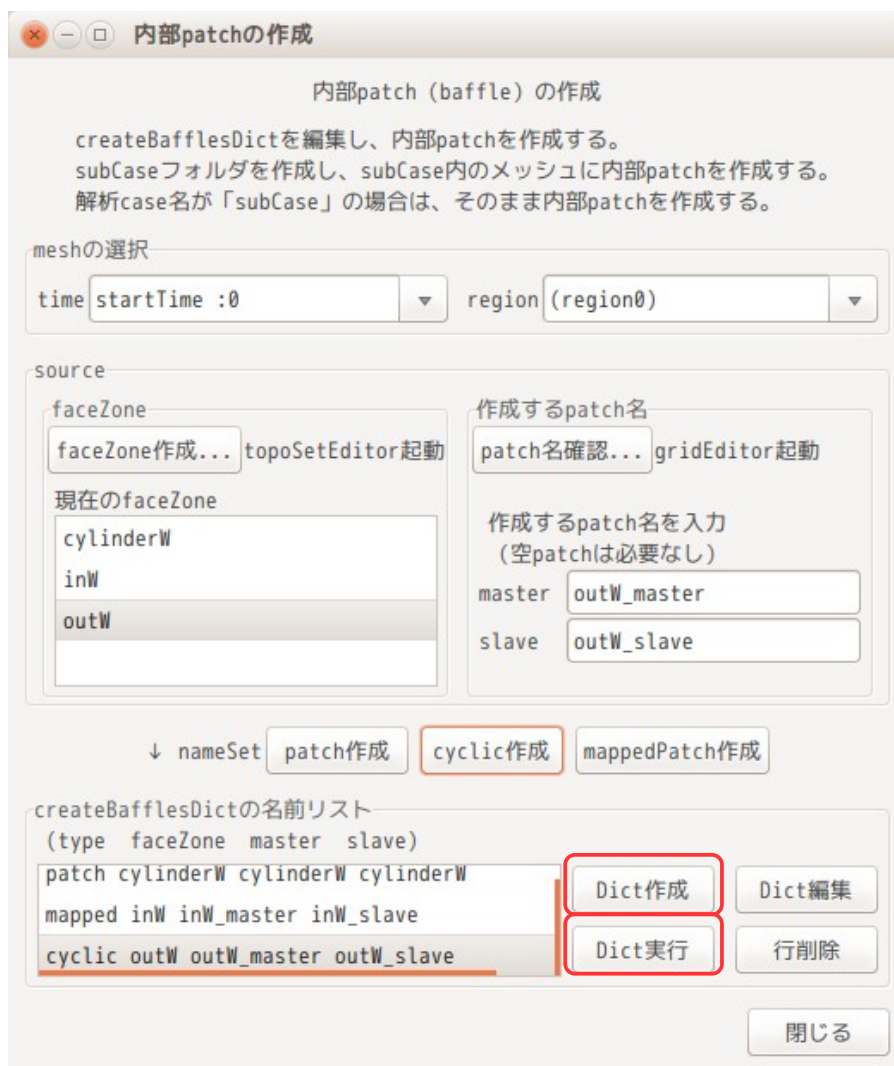 内部patchの作成
内部patch (baffle) の作成
createBafflesDictを編集し、内部patchを作成する。
subCaseフォルダを作成し、subCase内のメッシュに内部patchを作成する。
解析case名が「subCase」の場合は、そのまま内部patchを作成する。
meshの選択
time startTime :0 region (region0)
source
faceZone
faceZone作成... topoSetEditor起動
現在のfaceZone
cylinderW
inW
outW
作成するpatch名
patch名確認... gridEditor起動
作成するpatch名を入力
(空patchは必要なし)
master outW_master
slave outW_slave
↓ nameSet patch作成 cyclic作成 mappedPatch作成
createBafflesDictの名前リスト
(type faceZone master slave)
patch cylinderW cylinderW cylinderW
mapped inW inW_master inW_slave
cyclic outW outW_master outW_slave
Dict作成 Dict編集
Dict実行 行削除
閉じる